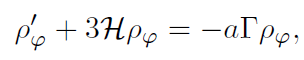 ρ′_φ + 3ℋρ_φ = −aΓρ_φ,